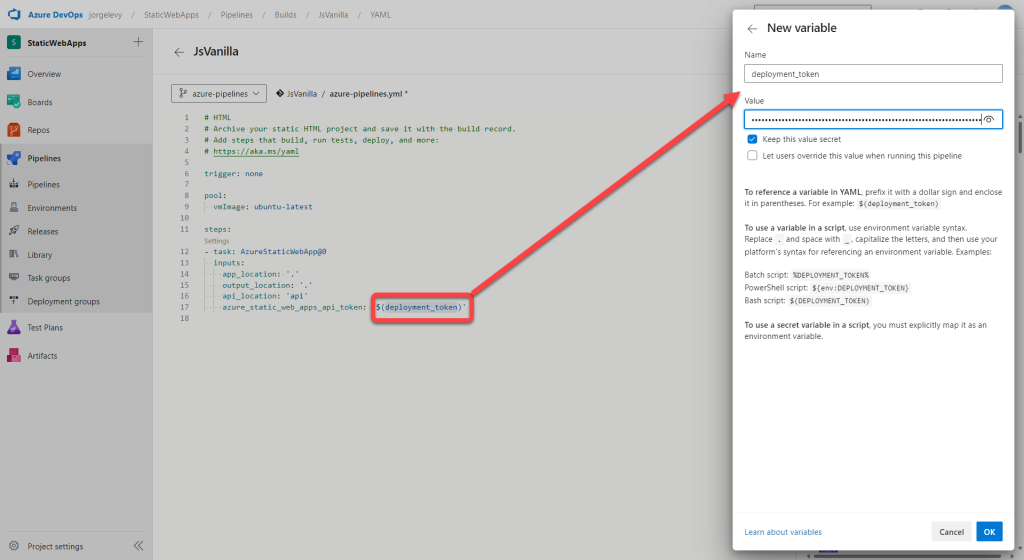 Azure DevOps jorgelevy / StaticWebApps / Pipelines / Builds / JsVanilla / YAML
S StaticWebApps
Overview
Boards
Repos
Pipelines
Pipelines
Environments
Releases
Library
Task groups
Deployment groups
Test Plans
Artifacts
Project settings
JsVanilla
azure-pipelines JsVanilla / azure-pipelines.yml *
1 # HTML
2 # Archive your static HTML project and save it with the build record.
3 # Add steps that build, run tests, deploy, and more:
4 # https://aka.ms/yaml
5
6 trigger: none
7
8 pool:
9 vmImage: ubuntu-latest
10
11 steps:
Settings
12 - task: AzureStaticWebApp@0
13 inputs:
14 app_location: '.'
15 output_location: '.'
16 api_location: 'api'
17 azure_static_web_apps_api_token: '$(deployment_token)'
18
New variable
Name
deployment_token
Value
Keep this value secret
Let users override this value when running this pipeline
To reference a variable in YAML, prefix it with a dollar sign and enclose
it in parentheses. For example: $(deployment_token)
To use a variable in a script, use environment variable syntax.
Replace . and space with _, capitalize the letters, and then use your
platform's syntax for referencing an environment variable. Examples:
Batch script: %DEPLOYMENT_TOKEN%
PowerShell script: ${env:DEPLOYMENT_TOKEN}
Bash script: $(DEPLOYMENT_TOKEN)
To use a secret variable in a script, you must explicitly map it as an
environment variable.
Learn about variables
Cancel
OK